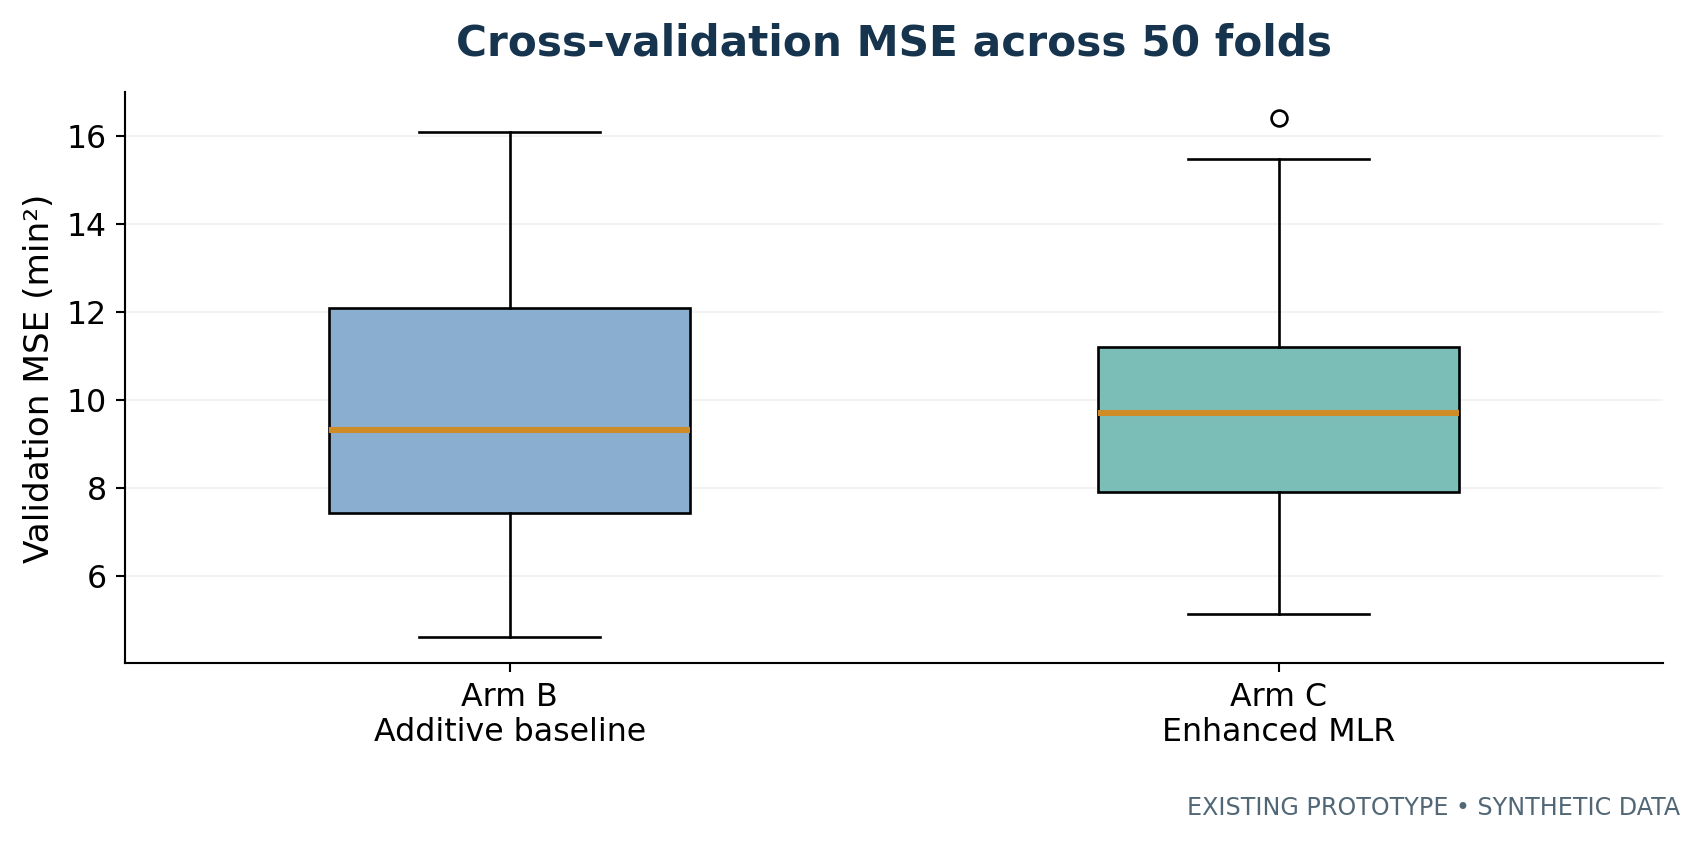 Cross-validation MSE across 50 folds
Validation MSE (min²)
16
14
12
10
8
6
Arm B
Additive baseline
Arm C
Enhanced MLR
EXISTING PROTOTYPE • SYNTHETIC DATA